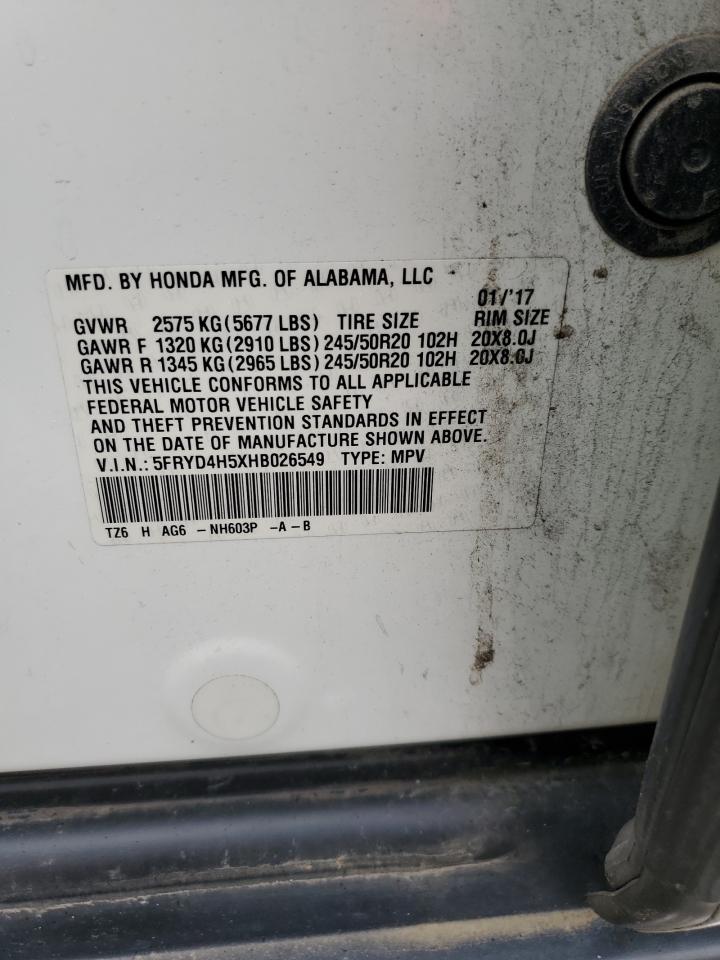 MFD. BY HONDA MFG. OF ALABAMA, LLC
01/'17
GVWR 2575 KG(5677 LBS) TIRE SIZE RIM SIZE
GAWR F 1320 KG(2910 LBS)245/50R20 102H 20X8.0J
GAWR R 1345 KG(2965 LBS)245/50R20 102H 20X8.0J
THIS VEHICLE CONFORMS TO ALL APPLICABLE
FEDERAL MOTOR VEHICLE SAFETY
AND THEFT PREVENTION STANDARDS IN EFFECT
ON THE DATE OF MANUFACTURE SHOWN ABOVE.
V.I.N.: 5FRYD4H5XHB026549 TYPE: MPV
TZ6 H AG6 -NH603P -A -B